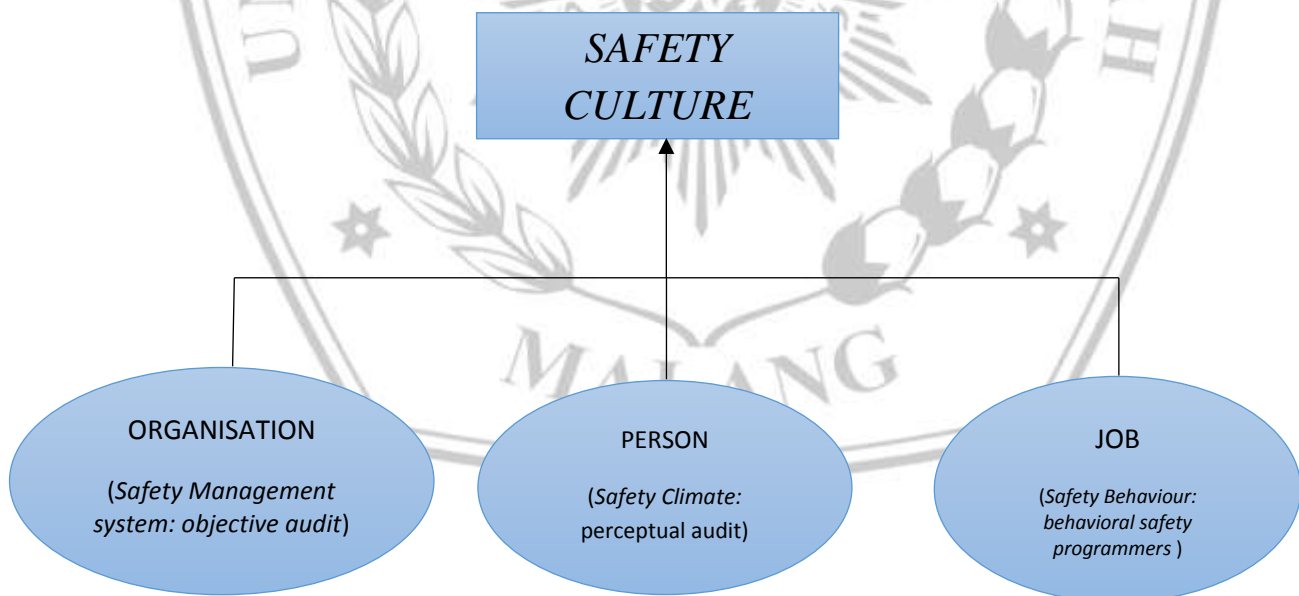 SAFETY
CULTURE
MALANG
ORGANISATION
(Safety Management
system: objective audit)
PERSON
(Safety Climate:
perceptual audit)
JOB
(Safety Behaviour:
behavioral safety
programmers )